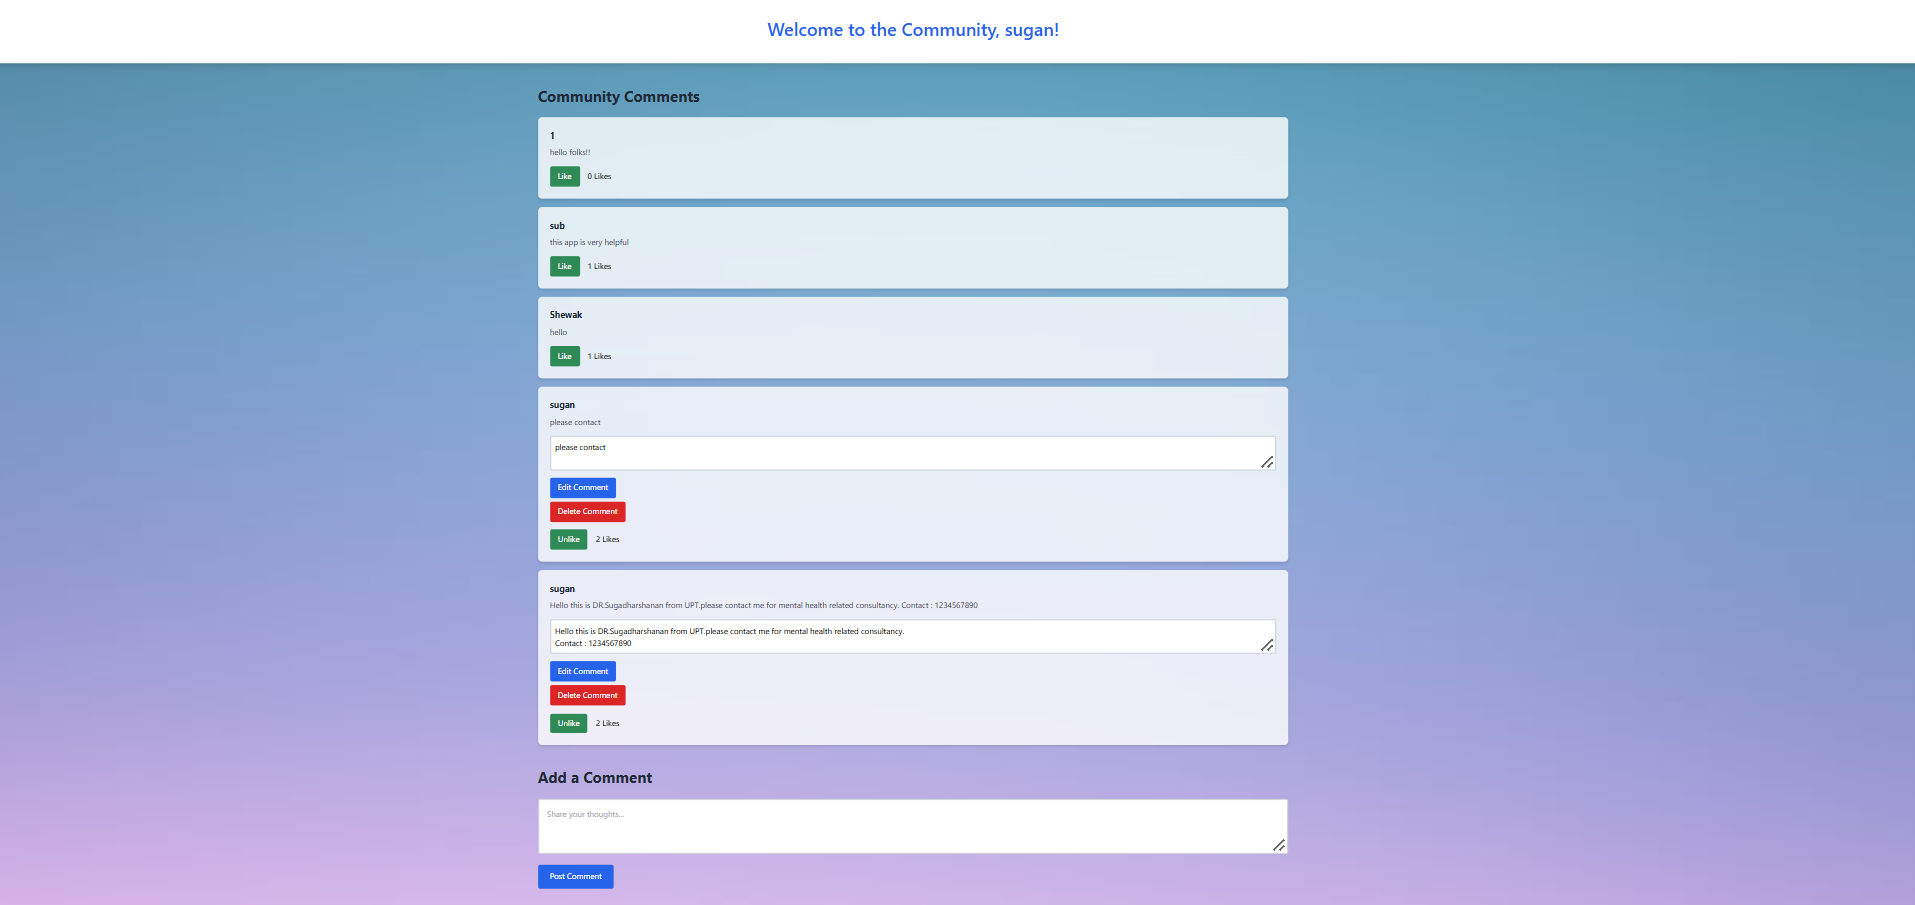 Welcome to the Community, sugan!
Community Comments
1
hello folks!!
Like 0 Likes
sub
this app is very helpful
Like 1 Likes
Shewak
hello
Like 1 Likes
sugan
please contact
please contact
Edit Comment
Delete Comment
Unlike 2 Likes
sugan
Hello this is DR.Sugadharshanan from UPT.please contact me for mental health related consultancy. Contact : 1234567890
Hello this is DR.Sugadharshanan from UPT.please contact me for mental health related consultancy.
Contact : 1234567890
Edit Comment
Delete Comment
Unlike 2 Likes
Add a Comment
Share your thoughts...
Post Comment